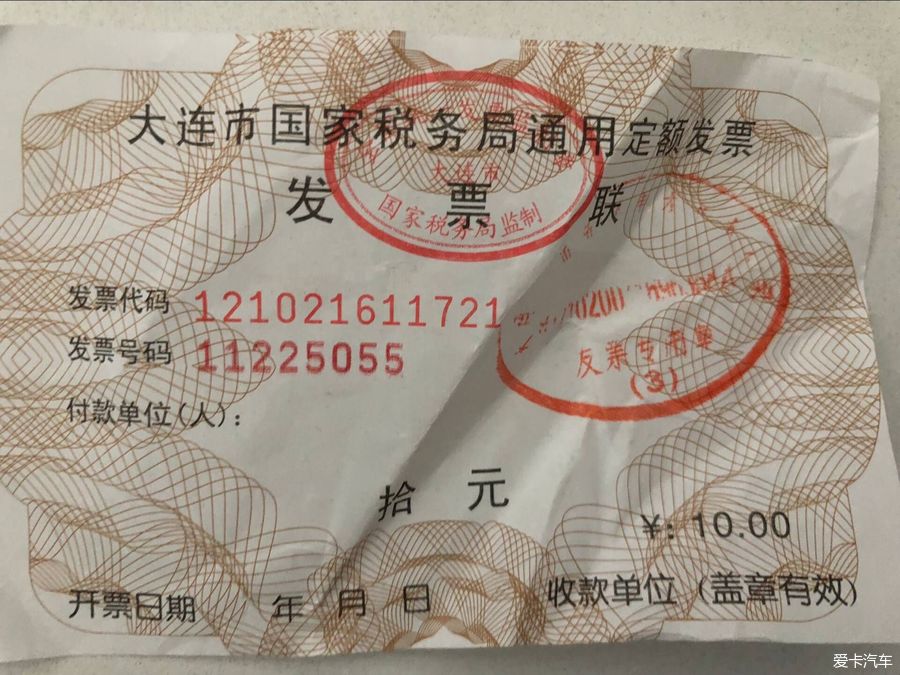 大连市国家税务局通用定额发票
发票联
大连市
国家税务局监制
发票代码 121021611721
发票号码 11225055
发票专用章
(3)
付款单位(人):
拾 元
¥: 10.00
开票日期 年 月 日 收款单位 (盖章有效)
爱卡汽车